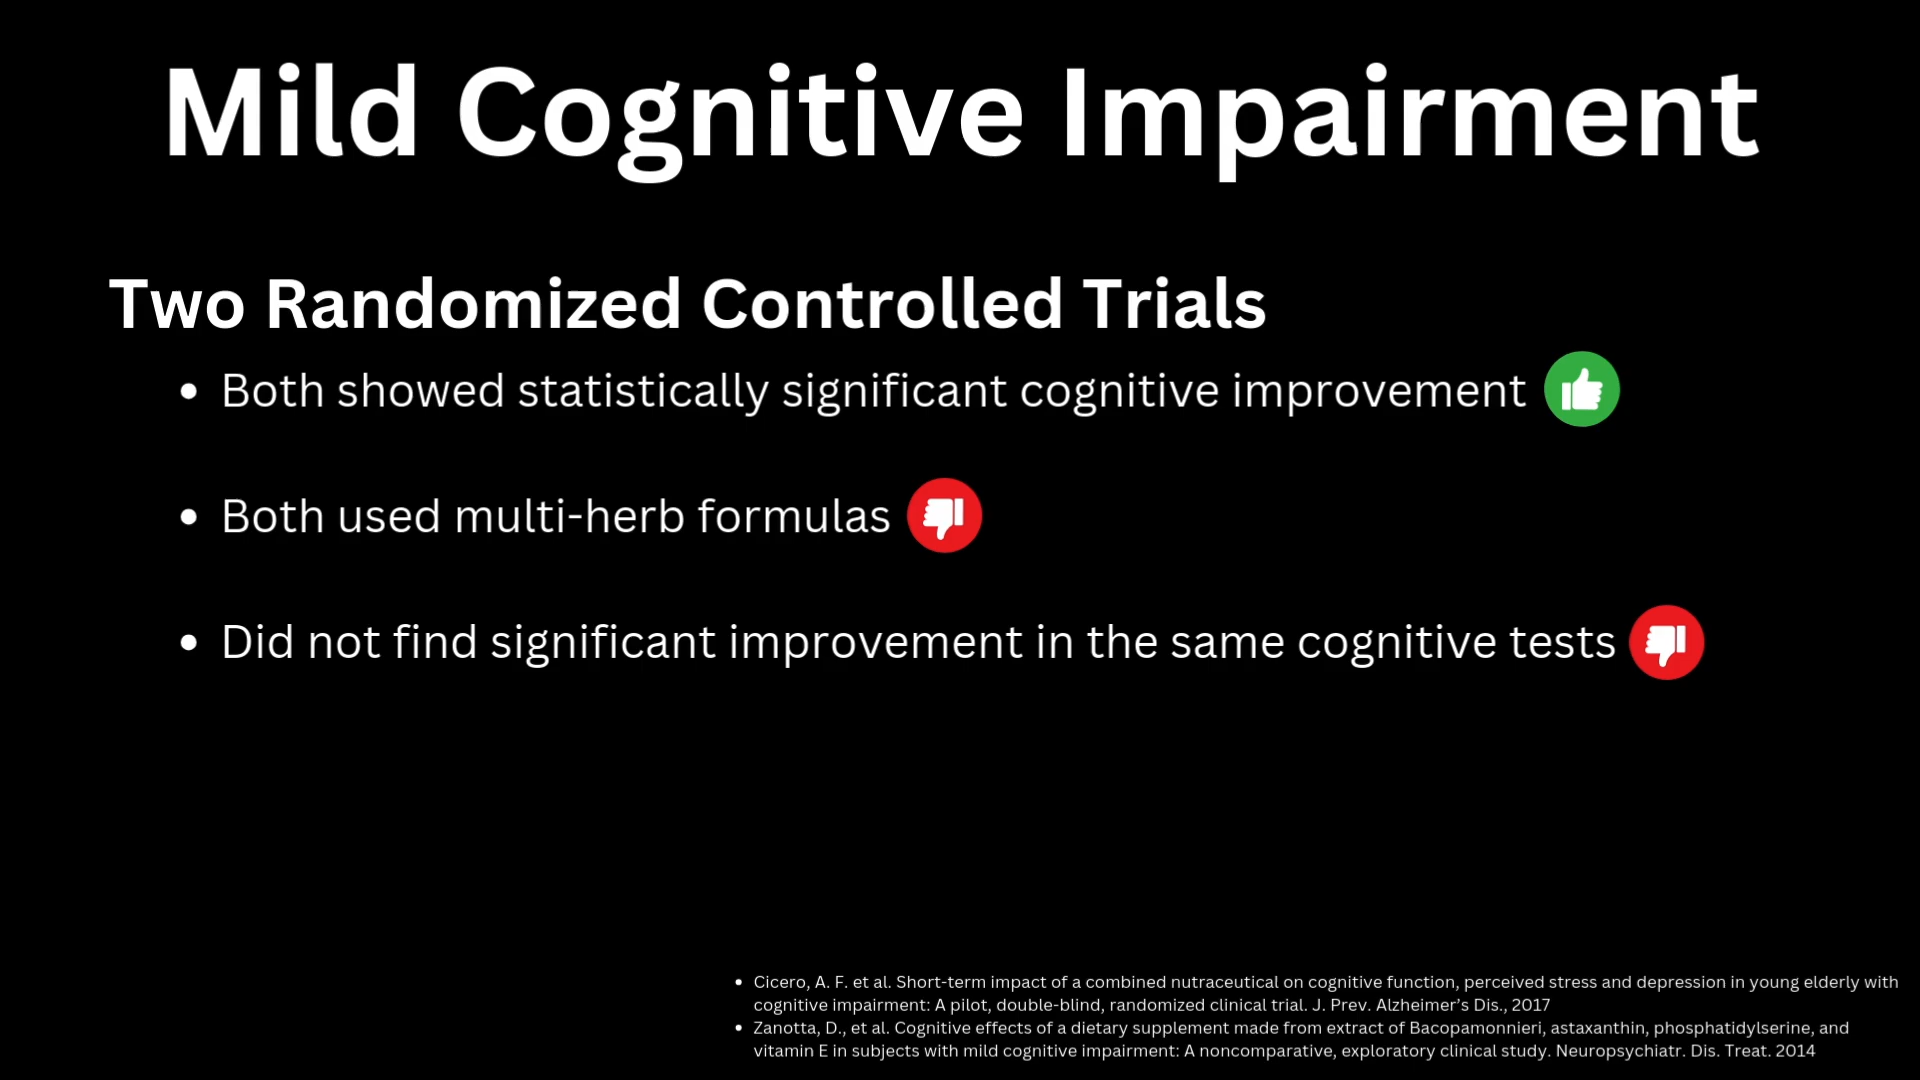 Mild Cognitive Impairment
Two Randomized Controlled Trials
• Both showed statistically significant cognitive improvement
• Both used multi-herb formulas
• Did not find significant improvement in the same cognitive tests
• Cicero, A. F. et al. Short-term impact of a combined nutraceutical on cognitive function, perceived stress and depression in young elderly with
cognitive impairment: A pilot, double-blind, randomized clinical trial. J. Prev. Alzheimer’s Dis., 2017
• Zanotta, D., et al. Cognitive effects of a dietary supplement made from extract of Bacopamonnieri, astaxanthin, phosphatidylserine, and
vitamin E in subjects with mild cognitive impairment: A noncomparative, exploratory clinical study. Neuropsychiatr. Dis. Treat. 2014